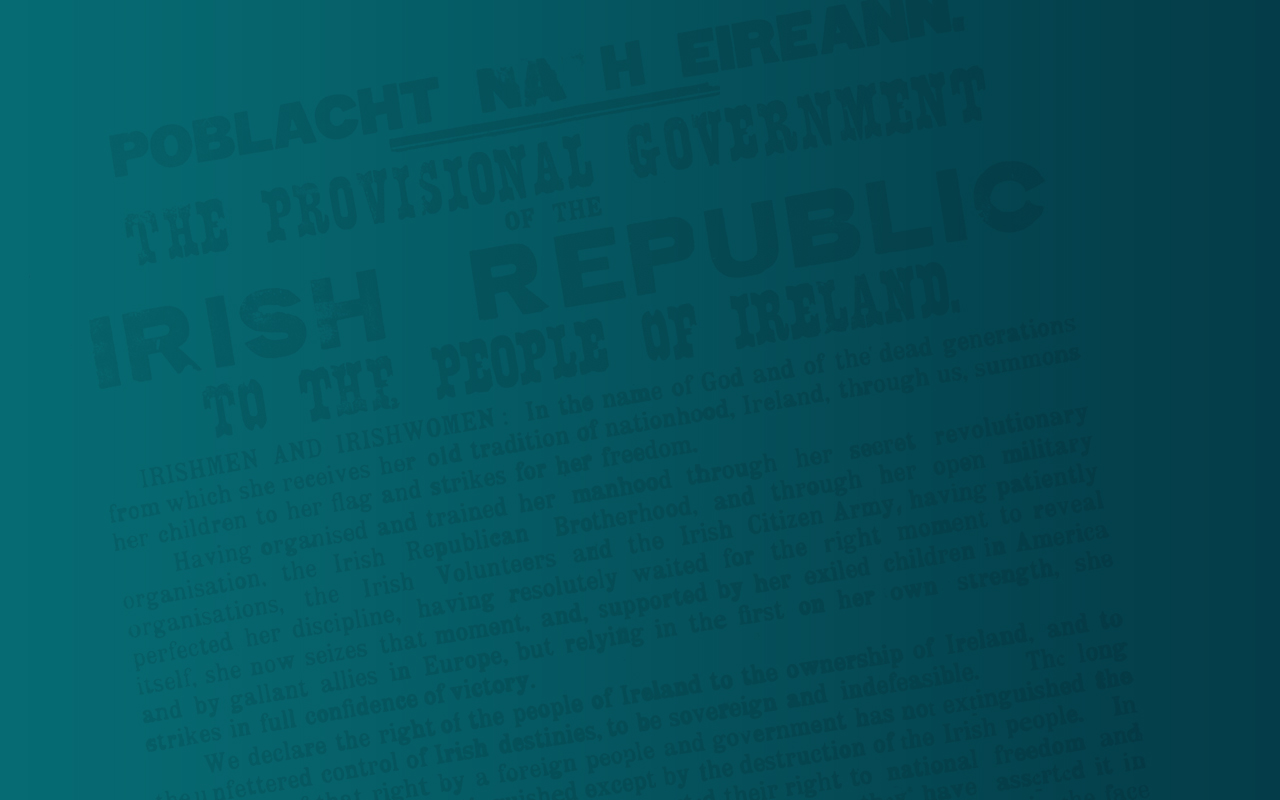 POBLACHT NA H EIREANN.
THE PROVISIONAL GOVERNMENT
OF THE
IRISH REPUBLIC
TO THE PEOPLE OF IRELAND.
IRISHMEN AND IRISHWOMEN : In the name of God and of the dead generations
from which she receives her old tradition of nationhood, Ireland, through us, summons
her children to her flag and strikes for her freedom.
Having organised and trained her manhood through her secret revolutionary
organisation, the Irish Republican Brotherhood, and through her open military
organisations, the Irish Volunteers and the Irish Citizen Army, having patiently
perfected her discipline, having resolutely waited for the right moment to reveal
itself, she now seizes that moment, and, supported by her exiled children in America
and by gallant allies in Europe, but relying in the first on her own strength, she
strikes in full confidence of victory.
We declare the right of the people of Ireland to the ownership of Ireland, and to
the unfettered control of Irish destinies, to be sovereign and indefeasible. The long
that right by a foreign people and government has not extinguished the
except by the destruction of the Irish people. In
their right to national freedom and
have asserted it in
face